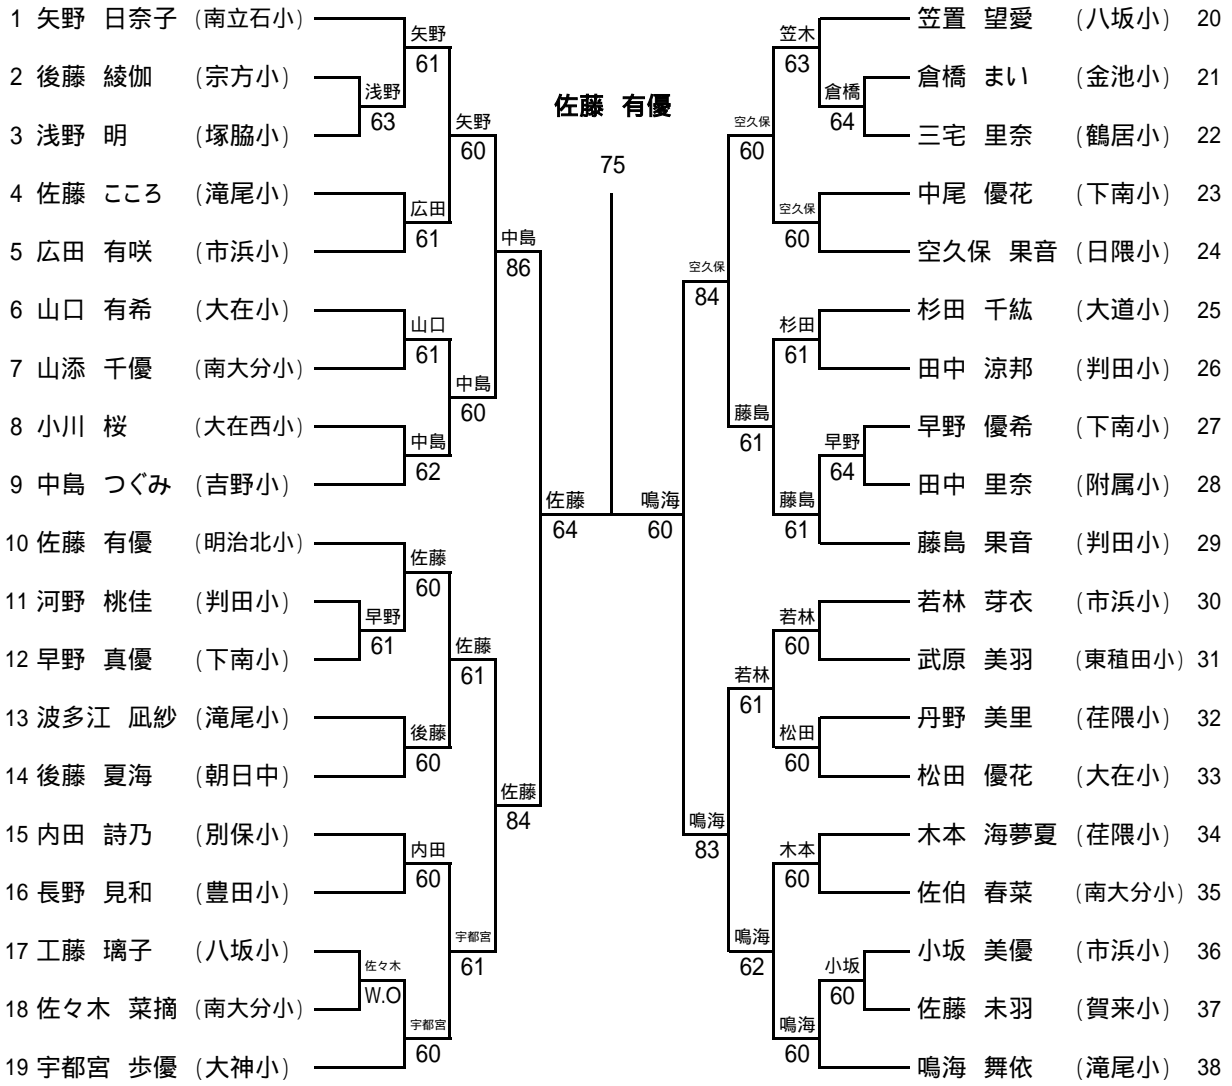 1 矢野 日奈子 (南立石小)
2 後藤 綾伽 (宗方小)
3 浅野 明 (塚脇小)
4 佐藤 こころ (滝尾小)
5 広田 有咲 (市浜小)
6 山口 有希 (大在小)
7 山添 千優 (南大分小)
8 小川 桜 (大在西小)
9 中島 つぐみ (吉野小)
10 佐藤 有優 (明治北小)
11 河野 桃佳 (判田小)
12 早野 真優 (下南小)
13 波多江 凪紗 (滝尾小)
14 後藤 夏海 (朝日中)
15 内田 詩乃 (別保小)
16 長野 見和 (豊田小)
17 工藤 璃子 (八坂小)
18 佐々木 菜摘 (南大分小)
19 宇都宮 歩優 (大神小)
浅野
63
早野
61
佐々木
W.O
矢野
61
広田
61
山口
61
中島
62
佐藤
60
後藤
60
内田
60
宇都宮
60
矢野
60
中島
60
佐藤
61
宇都宮
61
中島
86
佐藤
84
佐藤
64
佐藤 有優
75
鳴海
60
空久保
84
鳴海
83
空久保
60
藤島
61
若林
61
鳴海
62
笠木
63
空久保
60
杉田
61
藤島
61
若林
60
松田
60
木本
60
鳴海
60
倉橋
64
早野
64
小坂
60
笠置 望愛 (八坂小) 20
倉橋 まい (金池小) 21
三宅 里奈 (鶴居小) 22
中尾 優花 (下南小) 23
空久保 果音 (日隈小) 24
杉田 千紘 (大道小) 25
田中 涼邦 (判田小) 26
早野 優希 (下南小) 27
田中 里奈 (附属小) 28
藤島 果音 (判田小) 29
若林 芽衣 (市浜小) 30
武原 美羽 (東稙田小) 31
丹野 美里 (荏隈小) 32
松田 優花 (大在小) 33
木本 海夢夏 (荏隈小) 34
佐伯 春菜 (南大分小) 35
小坂 美優 (市浜小) 36
佐藤 未羽 (賀来小) 37
鳴海 舞依 (滝尾小) 38